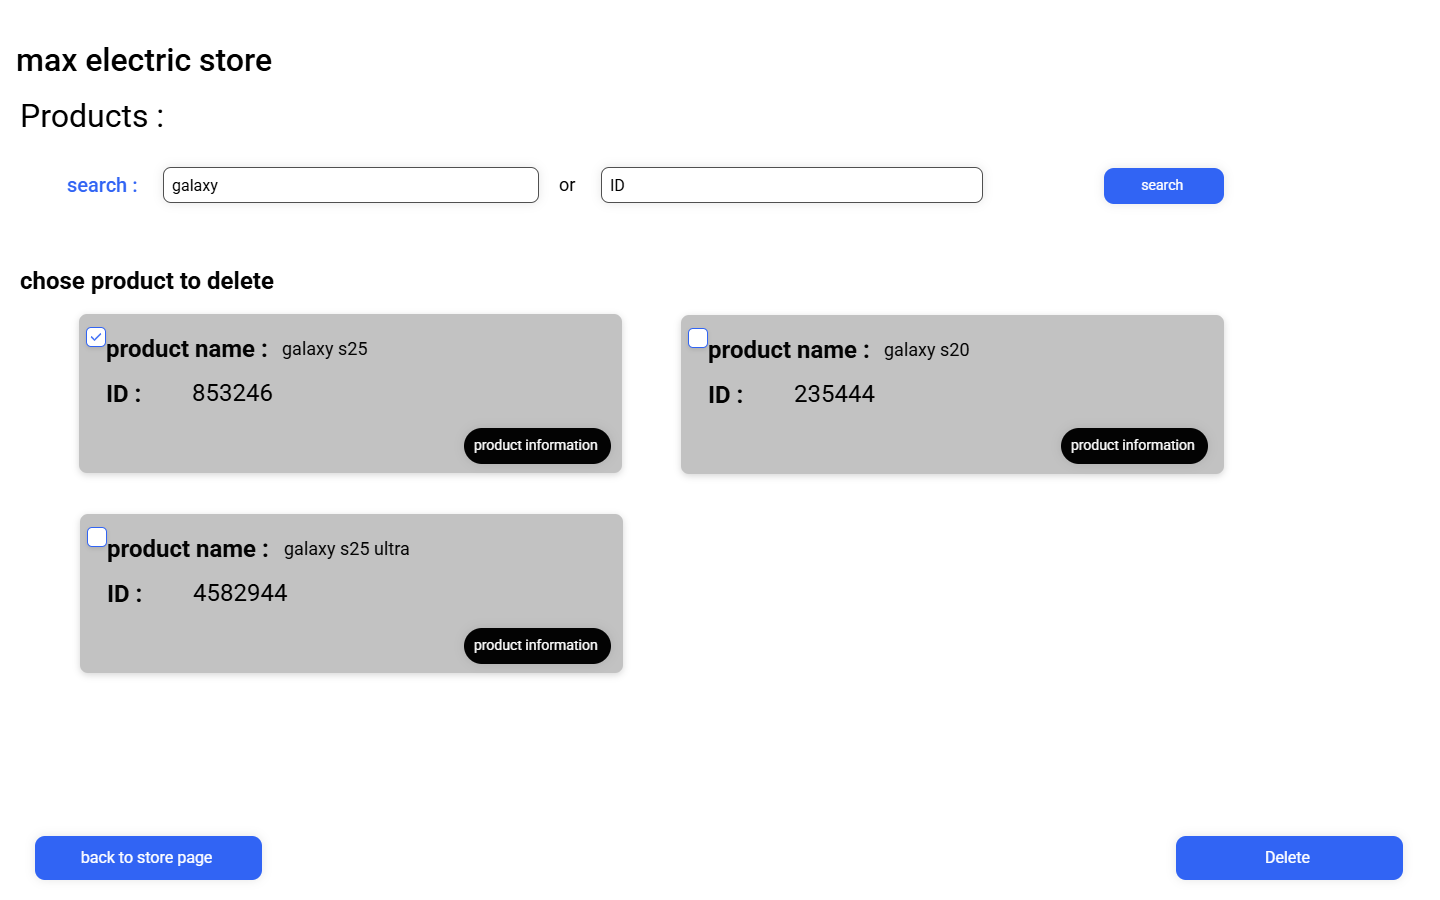 max electric store
Products :
search : galaxy or ID search
chose product to delete
product name : galaxy s25
ID : 853246
product information
product name : galaxy s20
ID : 235444
product information
product name : galaxy s25 ultra
ID : 4582944
product information
back to store page
Delete